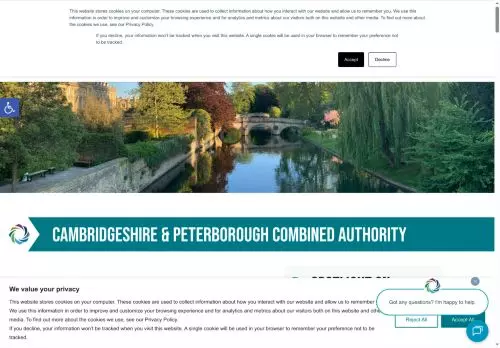 This website stores cookies on your computer. These cookies are used to collect information about how you interact with our website and allow us to remember you. We use this
information in order to improve and customize your browsing experience and for analytics and metrics about our visitors both on this website and other media. To find out more about
the cookies we use, see our Privacy Policy.
If you decline, your information won't be tracked when you visit this website. A single cookie will be used in your browser to remember your preference not
to be tracked.
Accept
Decline
CAMBRIDGESHIRE & PETERBOROUGH COMBINED AUTHORITY
We value your privacy
This website stores cookies on your computer. These cookies are used to collect information about how you interact with our website and allow us to remember
We use this information in order to improve and customize your browsing experience and for analytics and metrics about our visitors both on this website and other
media. To find out more about the cookies we use, see our Privacy Policy.
If you decline, your information won't be tracked when you visit this website. A single cookie will be used in your browser to remember your preference not to be
tracked.
Got any questions? I'm happy to help.
Reject All
Accept All